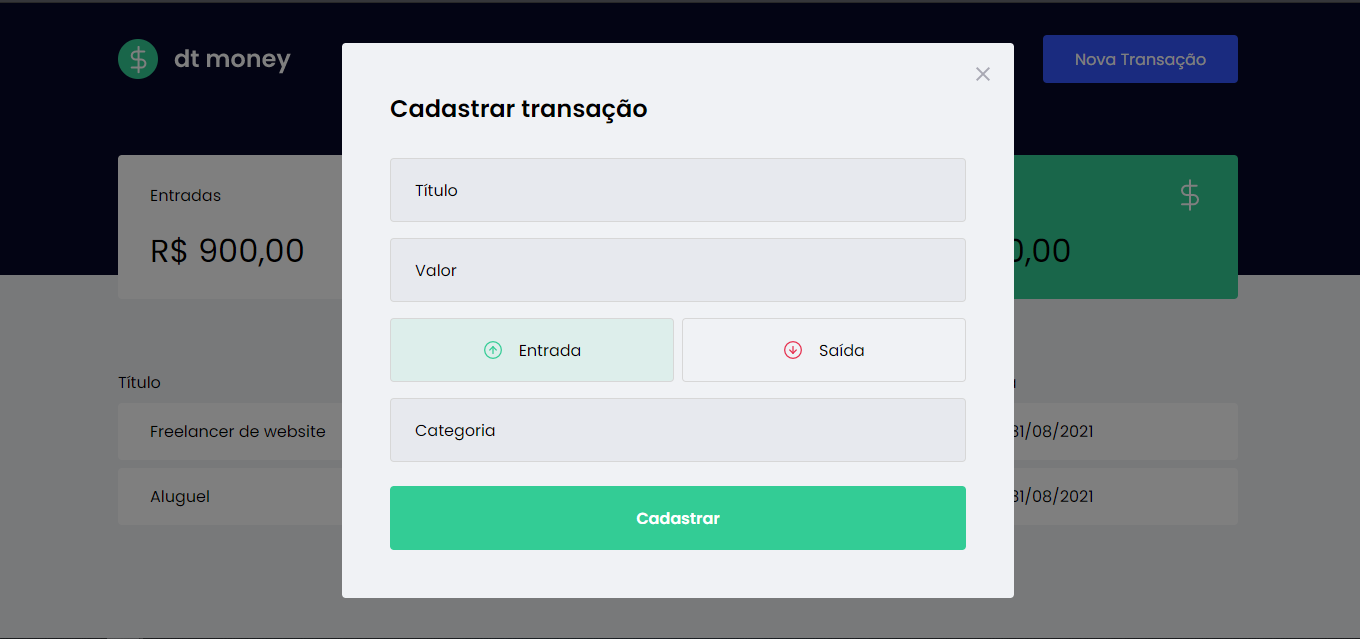 $ dt money
Nova Transação
Cadastrar transação
Entradas
R$ 900,00
$
0,00
Título
Valor
Entrada
Saída
Categoria
Cadastrar
Título
Freelancer de website
31/08/2021
Aluguel
31/08/2021